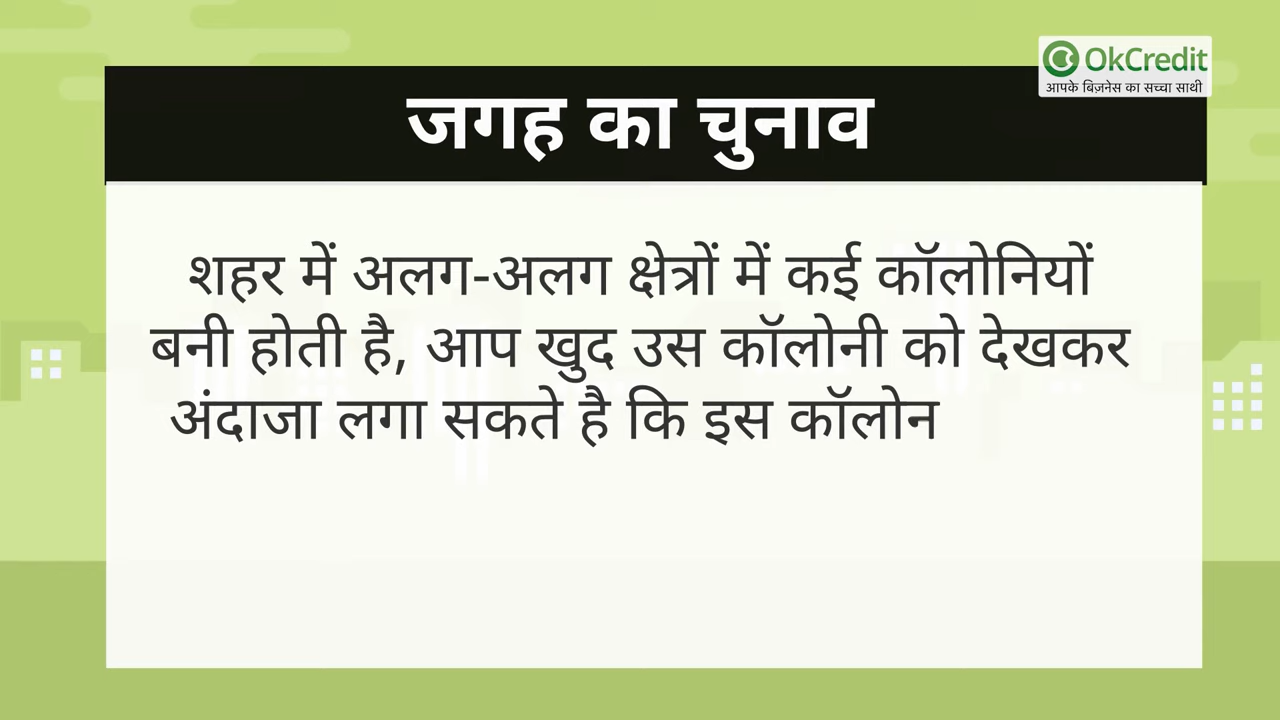 OkCredit
आपके बिज़नेस का सच्चा साथी
जगह का चुनाव
शहर में अलग-अलग क्षेत्रों में कई कॉलोनियों
बनी होती है, आप खुद उस कॉलोनी को देखकर
अंदाजा लगा सकते है कि इस कॉलोन